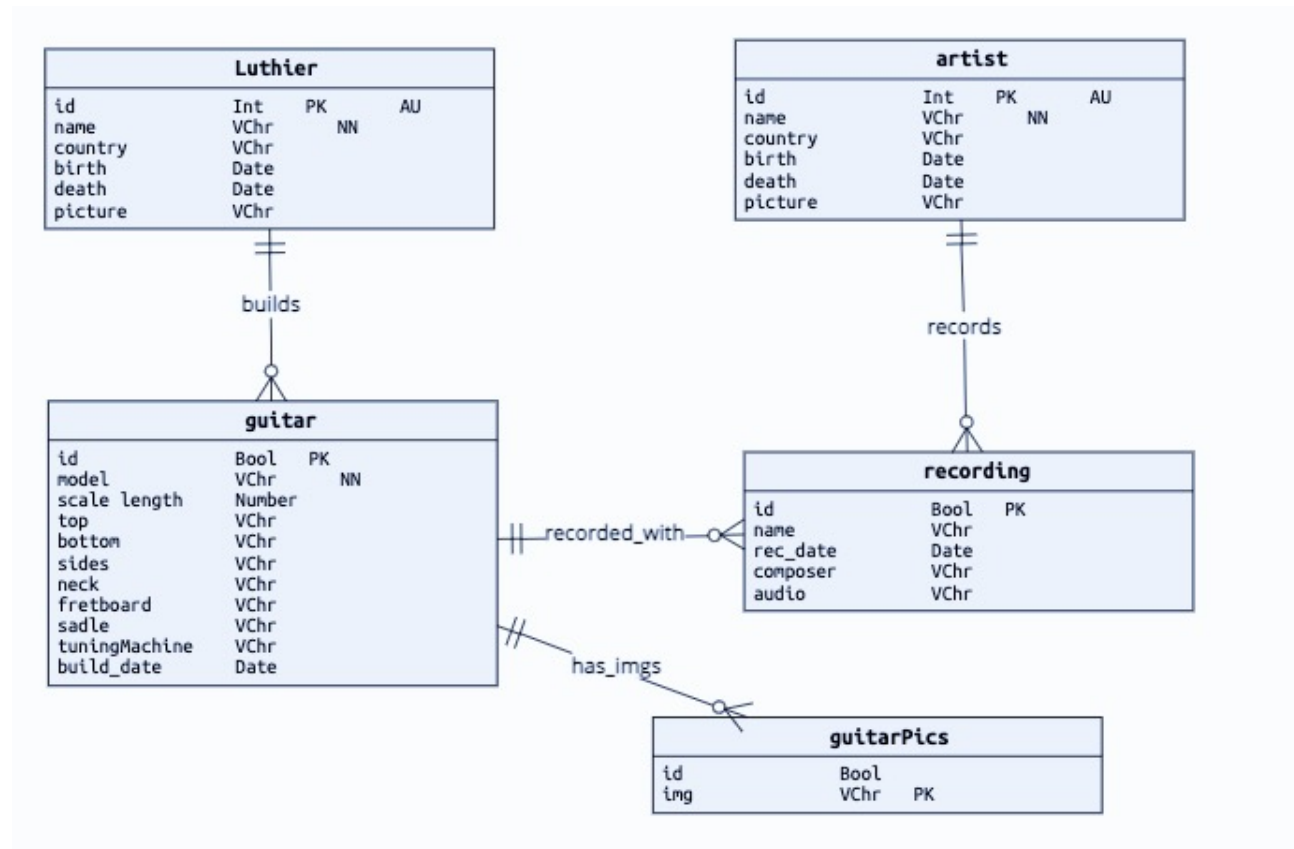 Luthier
id Int PK AU
name VChr NN
country VChr
birth Date
death Date
picture VChr
artist
id Int PK AU
name VChr NN
country VChr
birth Date
death Date
picture VChr
builds
records
guitar
id Bool PK
model VChr NN
scale length Number
top VChr
bottom VChr
sides VChr
neck VChr
fretboard VChr
sadle VChr
tuningMachine VChr
build_date Date
recorded_with
recording
id Bool PK
name VChr
rec_date Date
composer VChr
audio VChr
has_imgs
guitarPics
id Bool
img VChr PK